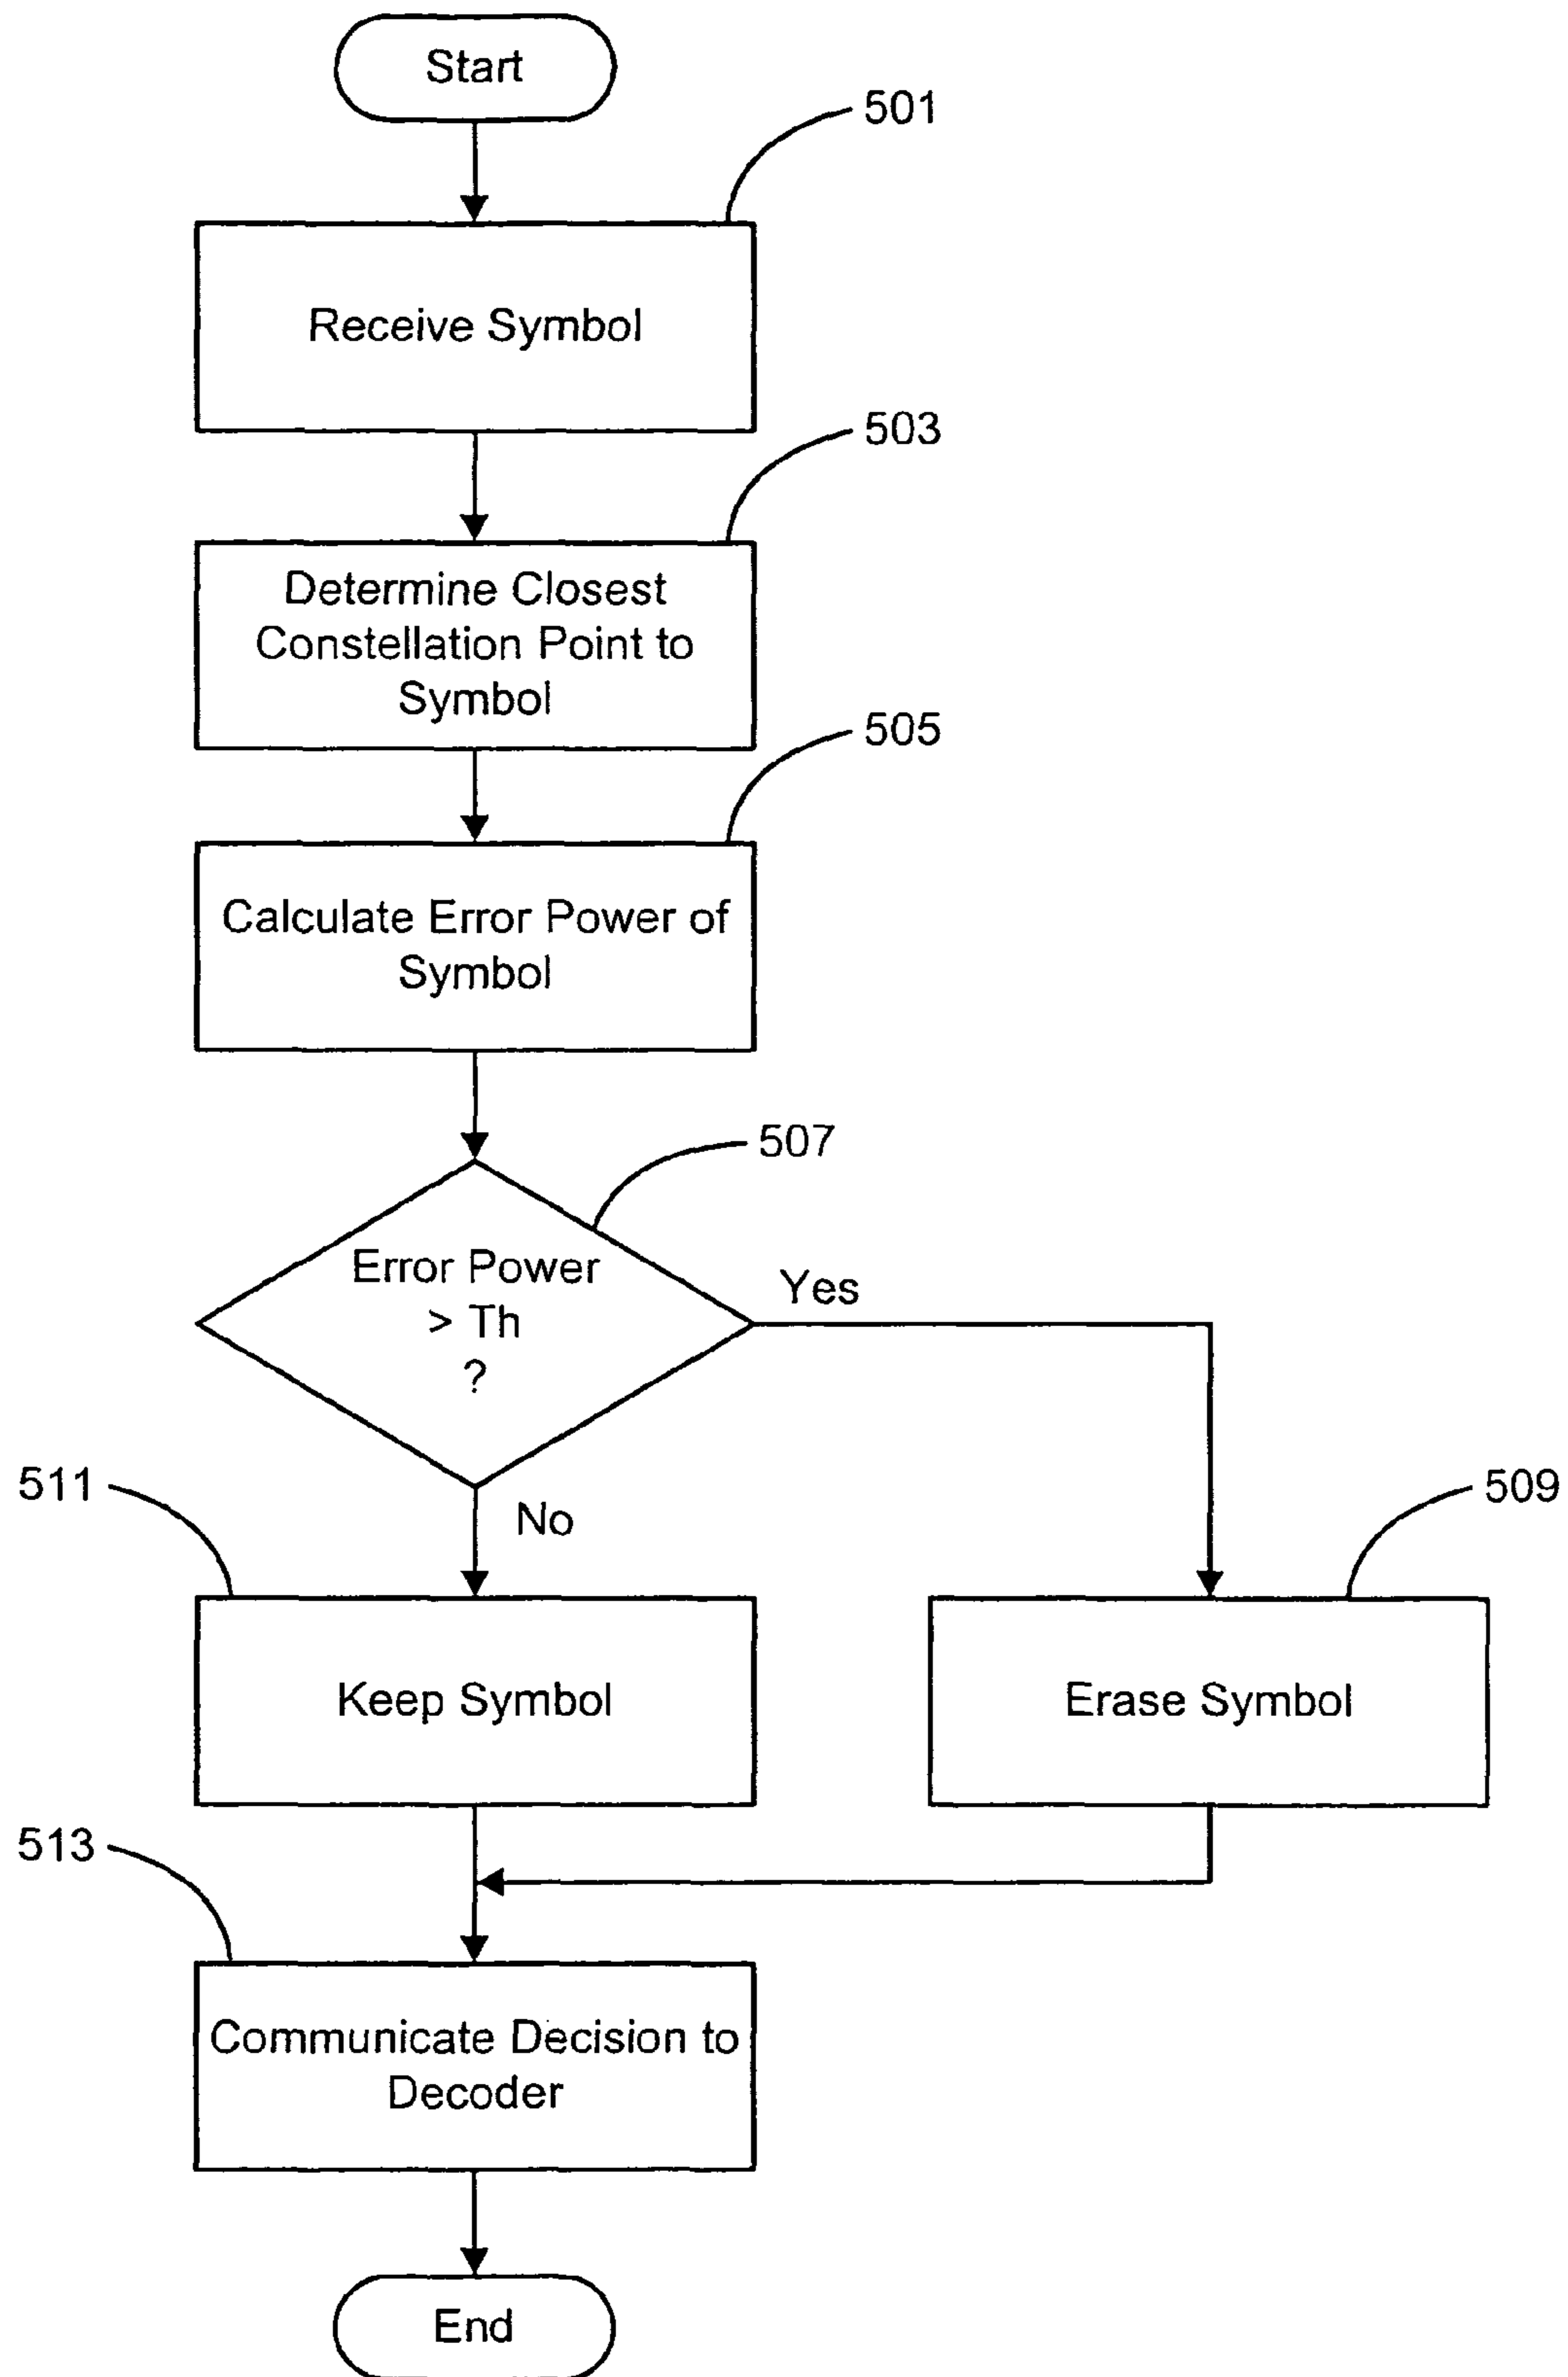 Start
501
Receive Symbol
503
Determine Closest
Constellation Point to
Symbol
505
Calculate Error Power of
Symbol
507
Error Power
> Th
?
Yes
No
511
509
Keep Symbol
Erase Symbol
513
Communicate Decision to
Decoder
End